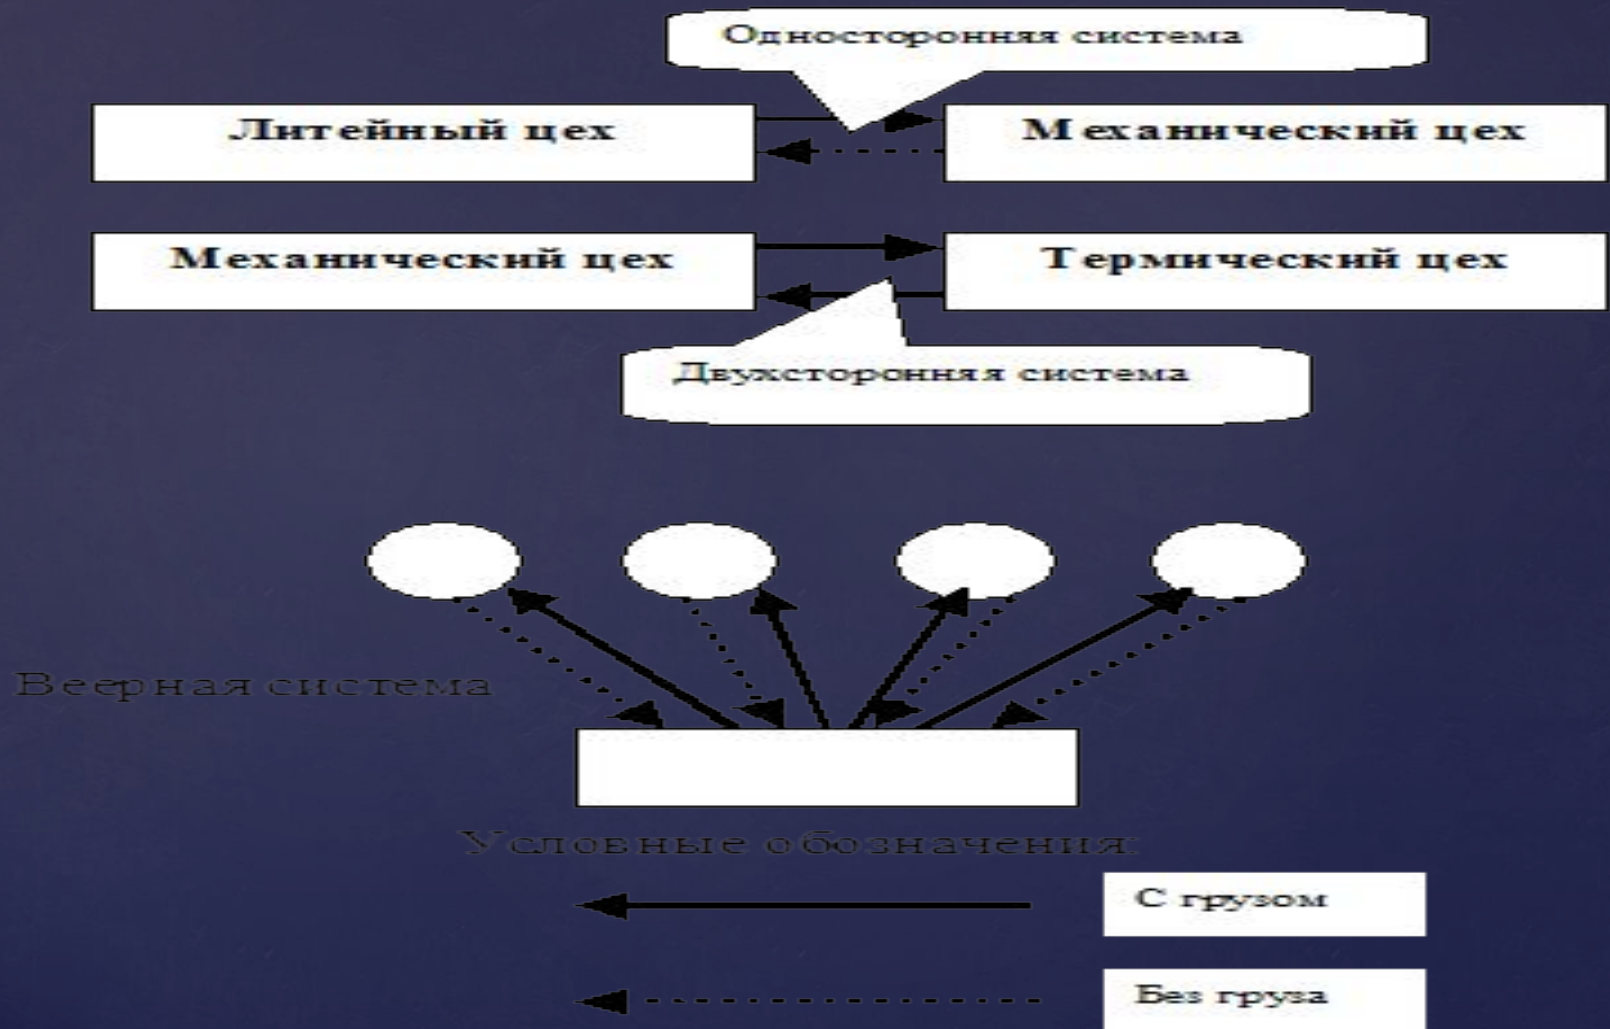 Односторонняя система
Литейный цех
Механический цех
Механический цех
Термический цех
Двухсторонняя система
Веерная система
Условные обозначения:
С грузом
Без груза